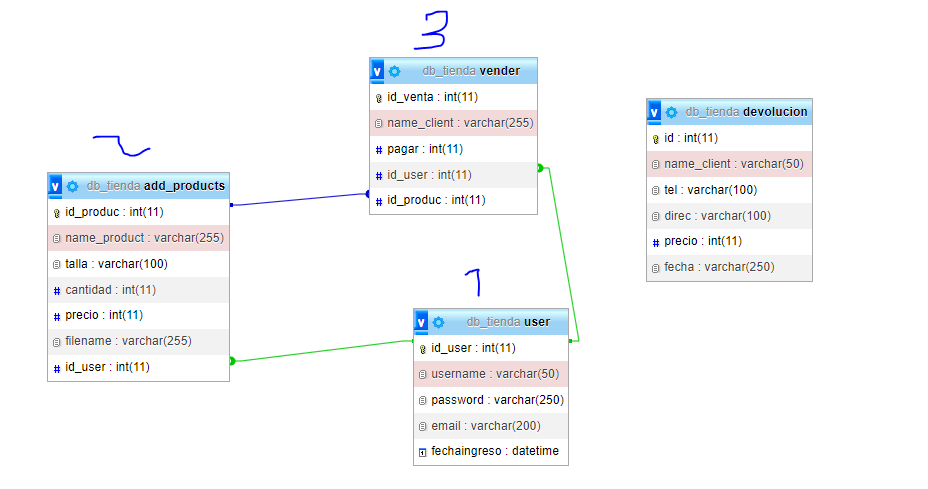 3
v db_tienda vender
id_venta : int(11)
name_client : varchar(255)
pagar : int(11)
id_user : int(11)
id_produc : int(11)
v db_tienda devolucion
id : int(11)
name_client : varchar(50)
tel : varchar(100)
direc : varchar(100)
precio : int(11)
fecha : varchar(250)
2
v db_tienda add_products
id_produc : int(11)
name_product : varchar(255)
talla : varchar(100)
cantidad : int(11)
precio : int(11)
filename : varchar(255)
id_user : int(11)
1
v db_tienda user
id_user : int(11)
username : varchar(50)
password : varchar(250)
email : varchar(200)
fechaingreso : datetime